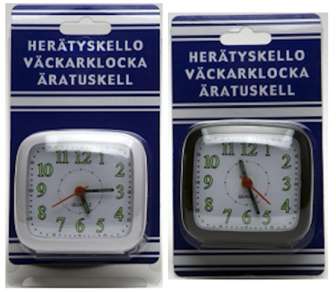 HERÄTYSKELLO
VÄCKARKLOCKA
ÄRATUSKELL
11 12 1
10 2
9 3
8 4
7 6 5
HERÄTYSKELLO
VÄCKARKLOCKA
ÄRATUSKELL
11 12 1
10 2
9 3
8 4
7 6 5